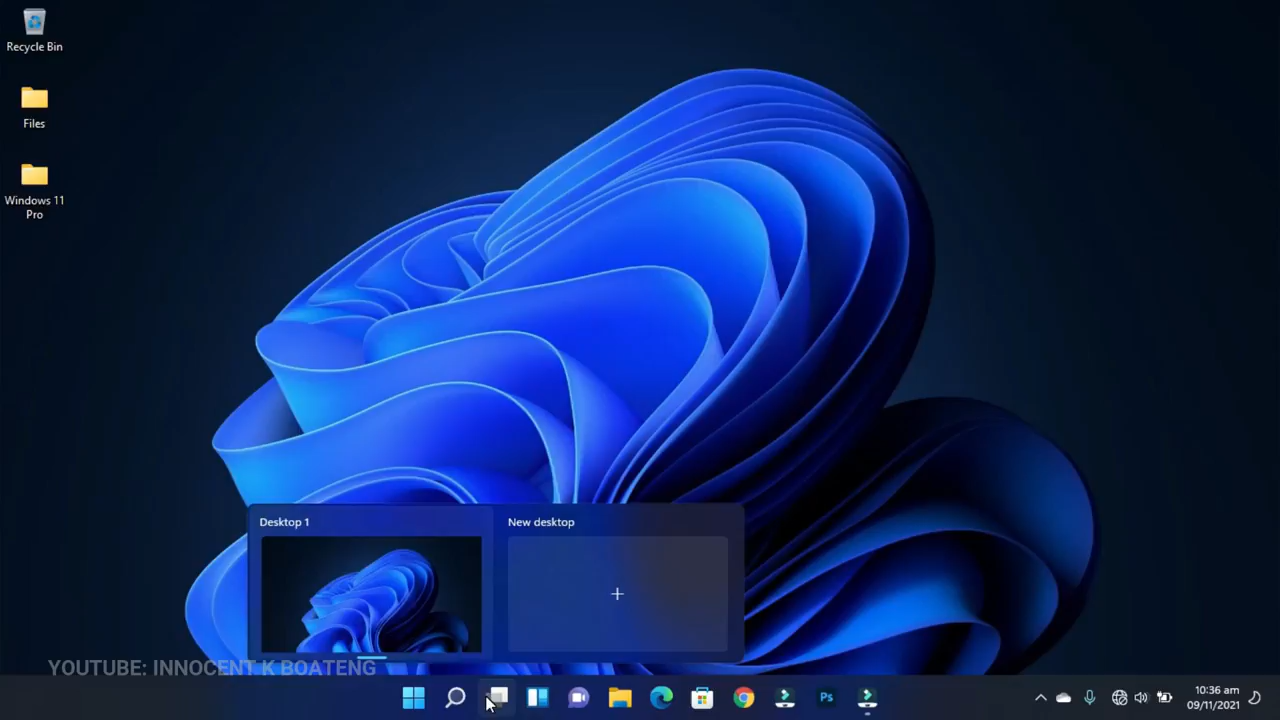 Recycle Bin
Files
Windows 11
Pro
Desktop 1
New desktop
YOUTUBE: INNOCENT K BOATENG
Ps
10:36 am
09/11/2021